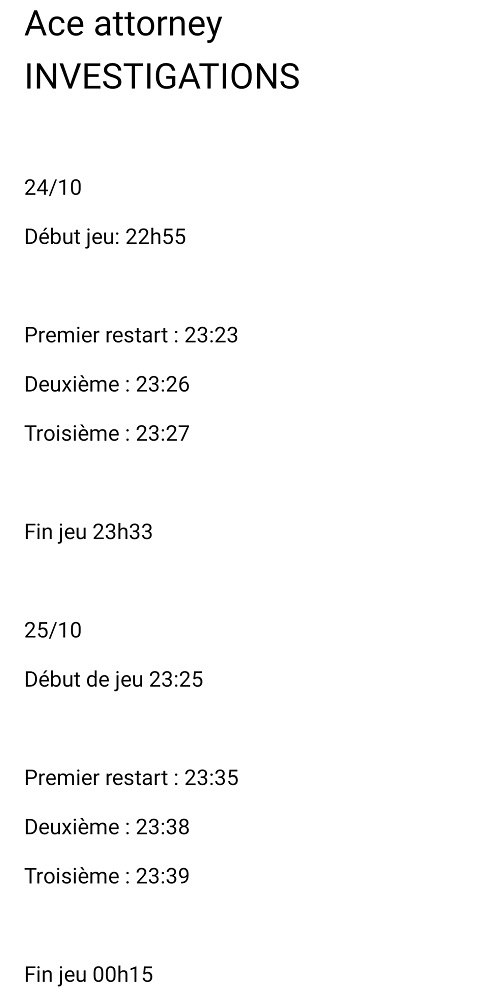 Ace attorney
INVESTIGATIONS
24/10
Début jeu: 22h55
Premier restart : 23:23
Deuxième : 23:26
Troisième : 23:27
Fin jeu 23h33
25/10
Début de jeu 23:25
Premier restart : 23:35
Deuxième : 23:38
Troisième : 23:39
Fin jeu 00h15